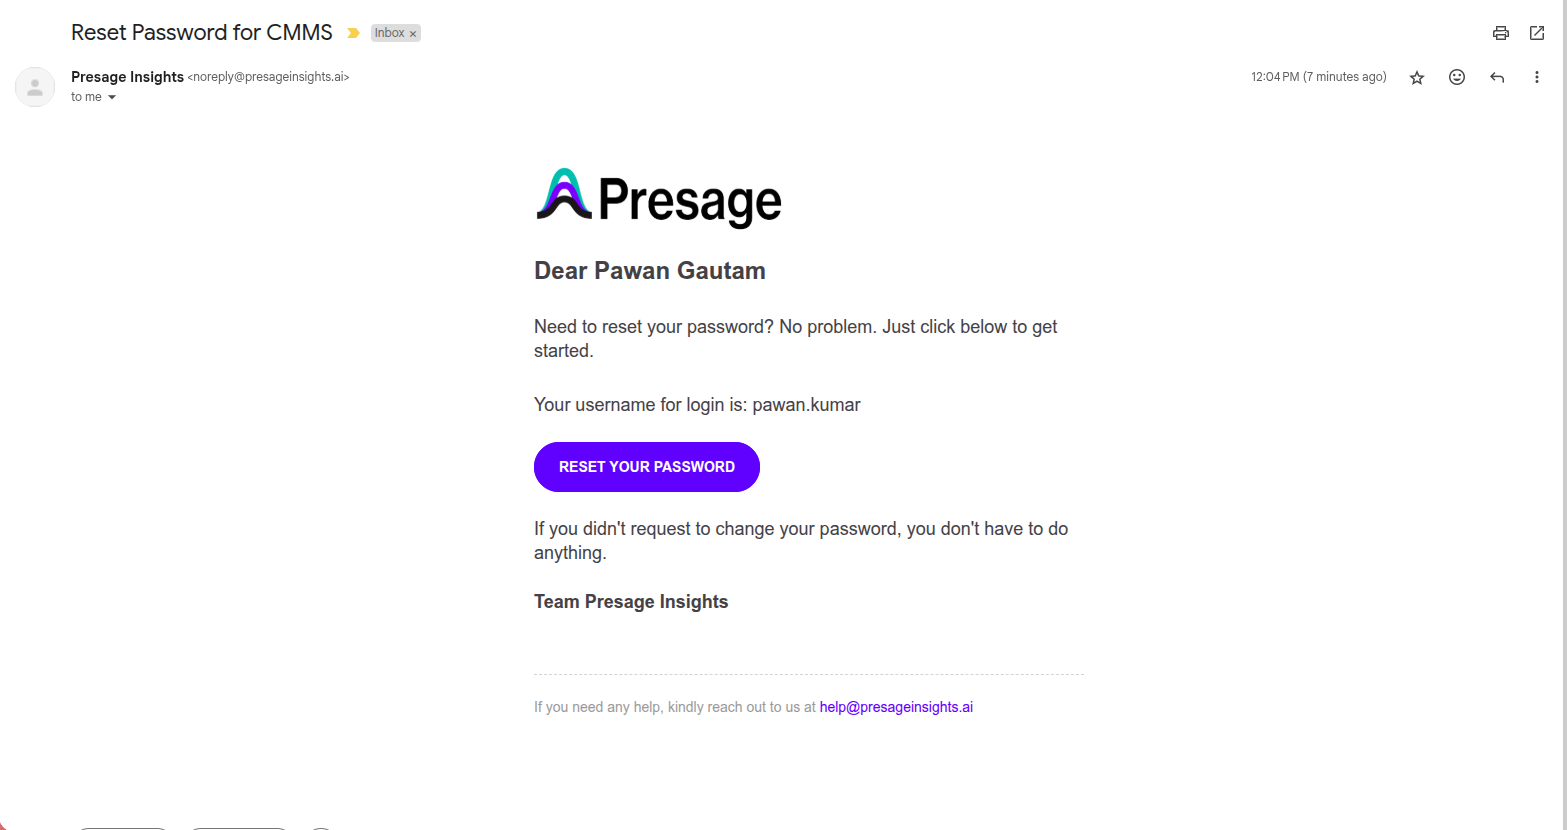 Reset Password for CMMS Inbox ×
Presage Insights <noreply@presageinsights.ai> 12:04 PM (7 minutes ago)
to me
Presage
Dear Pawan Gautam
Need to reset your password? No problem. Just click below to get
started.
Your username for login is: pawan.kumar
RESET YOUR PASSWORD
If you didn't request to change your password, you don't have to do
anything.
Team Presage Insights
If you need any help, kindly reach out to us at help@presageinsights.ai